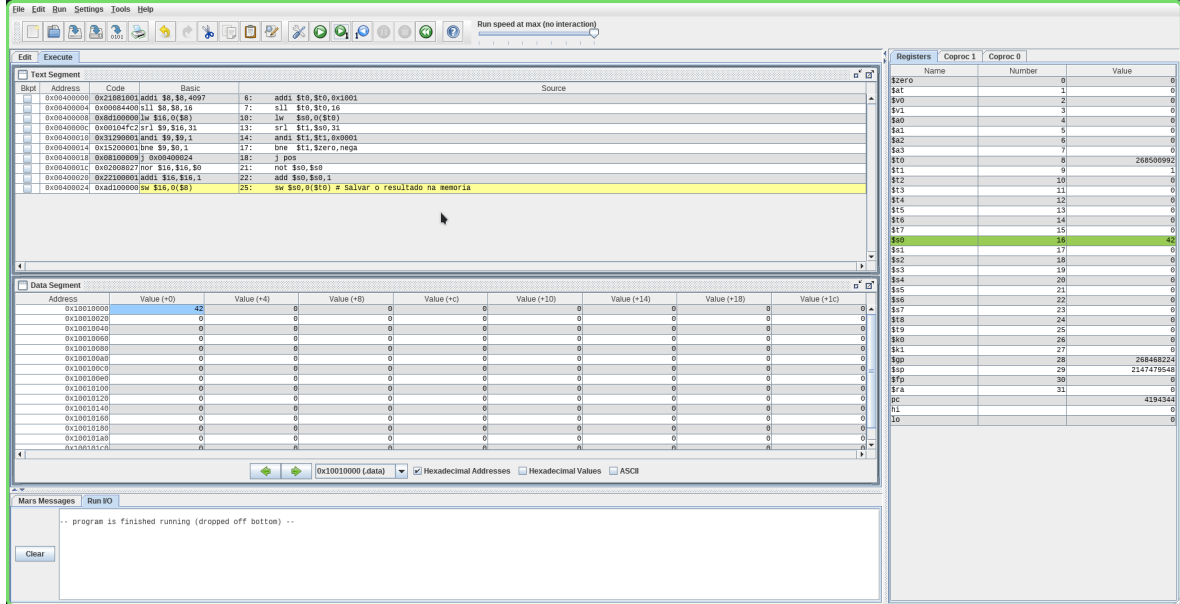 File Edit Run Settings Tools Help
Run speed at max (no interaction)
Edit Execute
Text Segment
Bkpt Address Code Basic Source
0x00400000 0x21081001 addi $8,$8,4097 6: addi $t0,$t0,0x1001
0x00400004 0x00084400 sll $8,$8,16 7: sll $t0,$t0,16
0x00400008 0x8d100000 lw $16,0($8) 10: lw $s0,0($t0)
0x0040000c 0x00104fc2 srl $9,$16,31 13: srl $t1,$s0,31
0x00400010 0x31290001 andi $9,$9,1 14: andi $t1,$t1,0x0001
0x00400014 0x15200001 bne $9,$0,1 17: bne $t1,$zero,nega
0x00400018 0x08100009 j 0x00400024 18: j pos
0x0040001c 0x02008027 nor $16,$16,$0 21: not $s0,$s0
0x00400020 0x22100001 addi $16,$16,1 22: add $s0,$s0,1
0x00400024 0xad100000 sw $16,0($8) 25: sw $s0,0($t0) # Salvar o resultado na memoria
Data Segment
Address Value (+0) Value (+4) Value (+8) Value (+c) Value (+10) Value (+14) Value (+18) Value (+1c)
0x10010000 42 0 0 0 0 0 0 0
0x10010020 0 0 0 0 0 0 0 0
0x10010040 0 0 0 0 0 0 0 0
0x10010060 0 0 0 0 0 0 0 0
0x10010080 0 0 0 0 0 0 0 0
0x100100a0 0 0 0 0 0 0 0 0
0x100100c0 0 0 0 0 0 0 0 0
0x100100e0 0 0 0 0 0 0 0 0
0x10010100 0 0 0 0 0 0 0 0
0x10010120 0 0 0 0 0 0 0 0
0x10010140 0 0 0 0 0 0 0 0
0x10010160 0 0 0 0 0 0 0 0
0x10010180 0 0 0 0 0 0 0 0
0x100101a0 0 0 0 0 0 0 0 0
0x100101c0 0 0 0 0 0 0 0 0
0x10010000 (.data) Hexadecimal Addresses Hexadecimal Values ASCII
Mars Messages Run I/O
-- program is finished running (dropped off bottom) --
Clear
Registers Coproc 1 Coproc 0
Name Number Value
$zero 0 0
$at 1 0
$v0 2 0
$v1 3 0
$a0 4 0
$a1 5 0
$a2 6 0
$a3 7 0
$t0 8 268500992
$t1 9 1
$t2 10 0
$t3 11 0
$t4 12 0
$t5 13 0
$t6 14 0
$t7 15 0
$s0 16 42
$s1 17 0
$s2 18 0
$s3 19 0
$s4 20 0
$s5 21 0
$s6 22 0
$s7 23 0
$t8 24 0
$t9 25 0
$k0 26 0
$k1 27 0
$gp 28 268468224
$sp 29 2147479548
$fp 30 0
$ra 31 0
pc 4194344
hi 0
lo 0